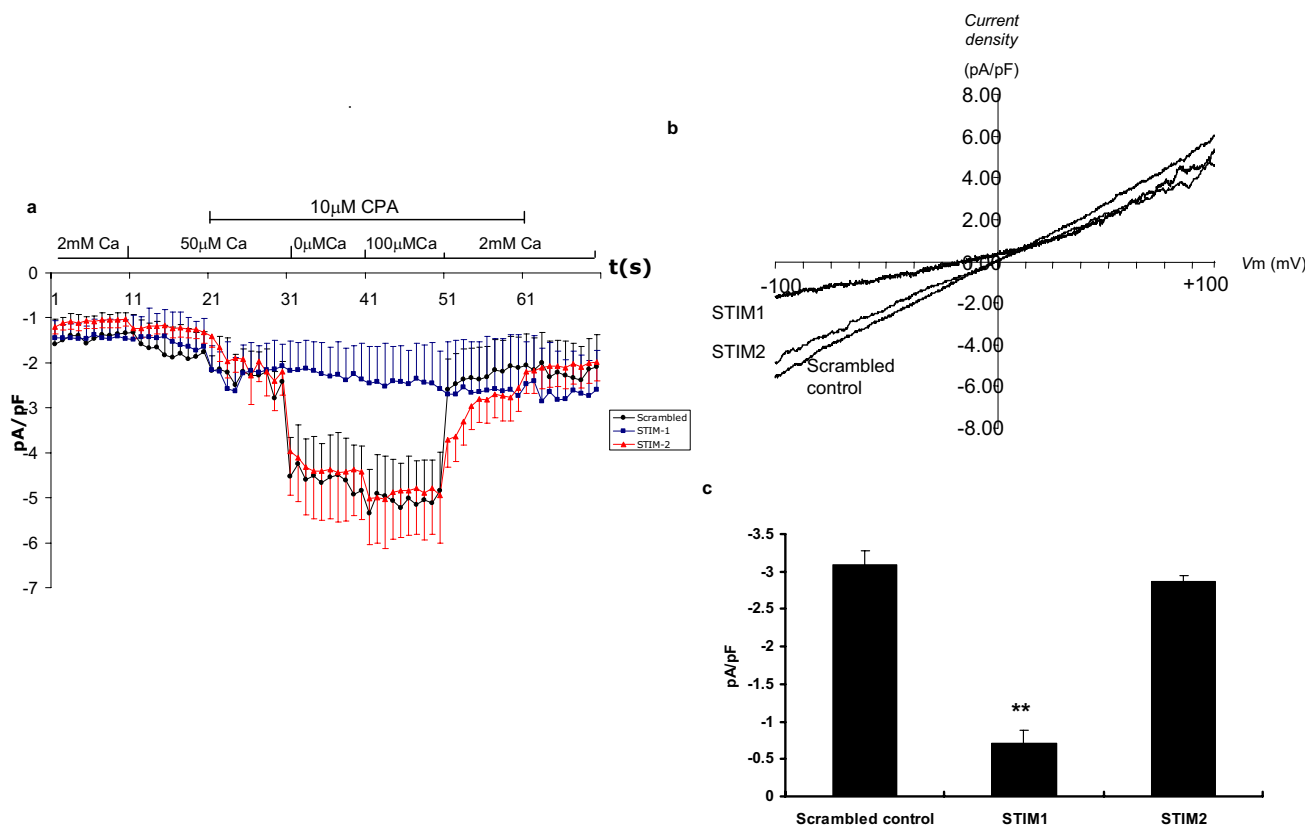 a
10μM CPA
2mM Ca 50μM Ca 0μMCa 100μMCa 2mM Ca
t(s)
0
1 11 21 31 41 51 61
-1
-2
-3
-4
-5
-6
-7
pA/pF
Scrambled
STIM-1
STIM-2
b
Current
density
(pA/pF)
8.00
6.00
4.00
2.00
0.00
-2.00
-4.00
-6.00
-8.00
-100
+100
Vm (mV)
STIM1
STIM2
Scrambled
control
c
-3.5
-3
-2.5
-2
-1.5
-1
-0.5
0
pA/pF
**
Scrambled control STIM1 STIM2